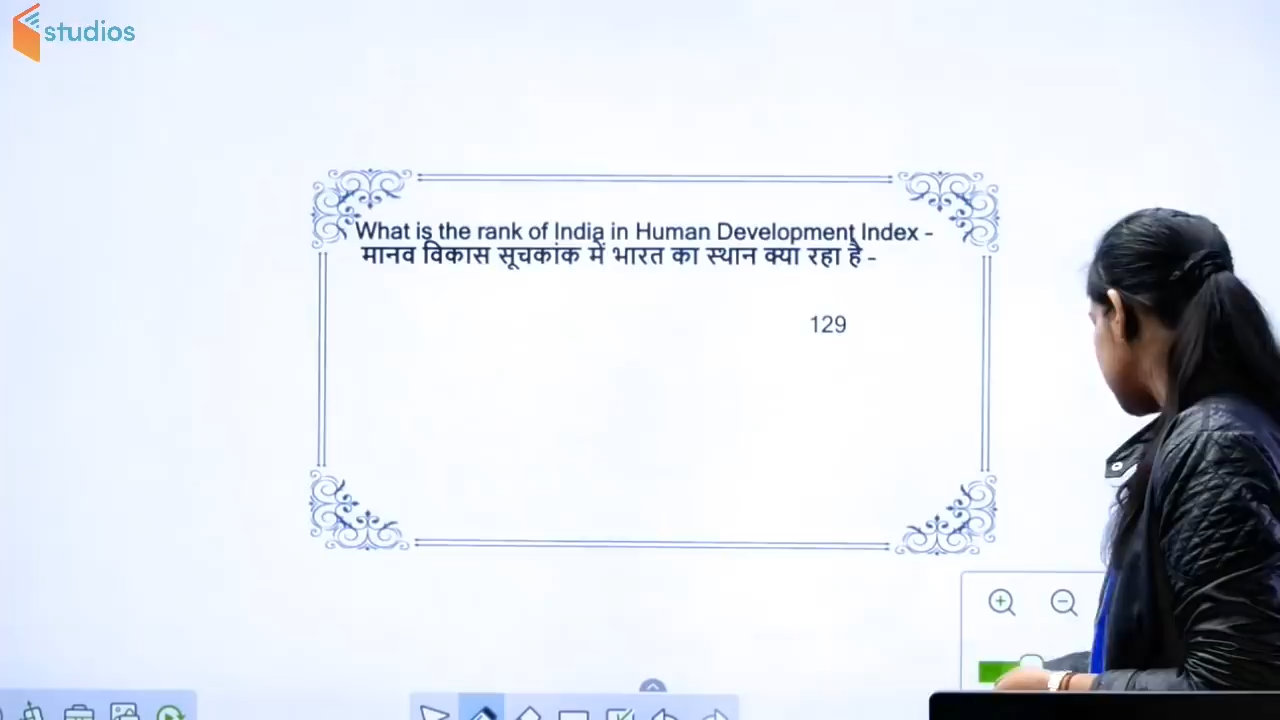 studios
What is the rank of India in Human Development Index -
मानव विकास सूचकांक में भारत का स्थान क्या रहा है -
129